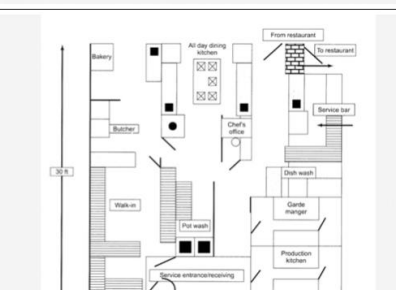 From restaurant
All day dining
kitchen
To restaurant
Bakery
Service bar
Butcher
Chef's
office
30 ft
Dish wash
Walk-in
Garde
manger
Pot wash
Production
kitchen
Service entrance/receiving